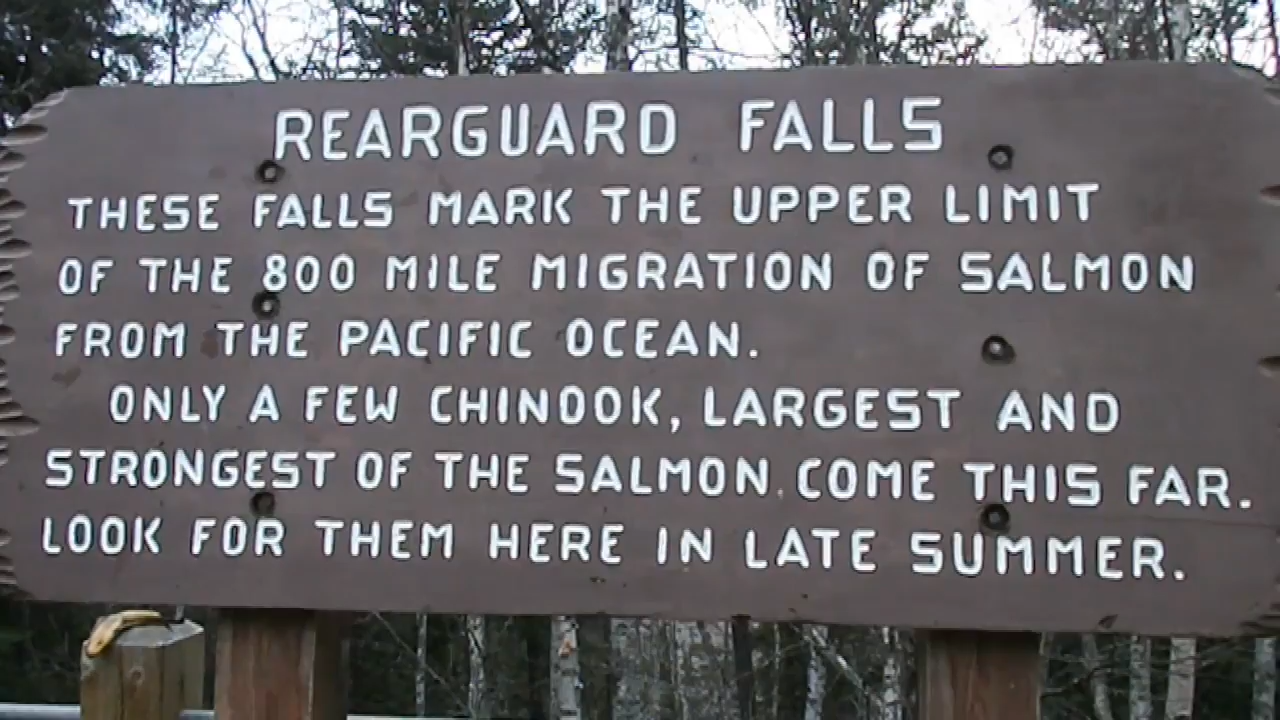 REARGUARD FALLS
THESE FALLS MARK THE UPPER LIMIT
OF THE 800 MILE MIGRATION OF SALMON
FROM THE PACIFIC OCEAN.
ONLY A FEW CHINOOK, LARGEST AND
STRONGEST OF THE SALMON, COME THIS FAR.
LOOK FOR THEM HERE IN LATE SUMMER.